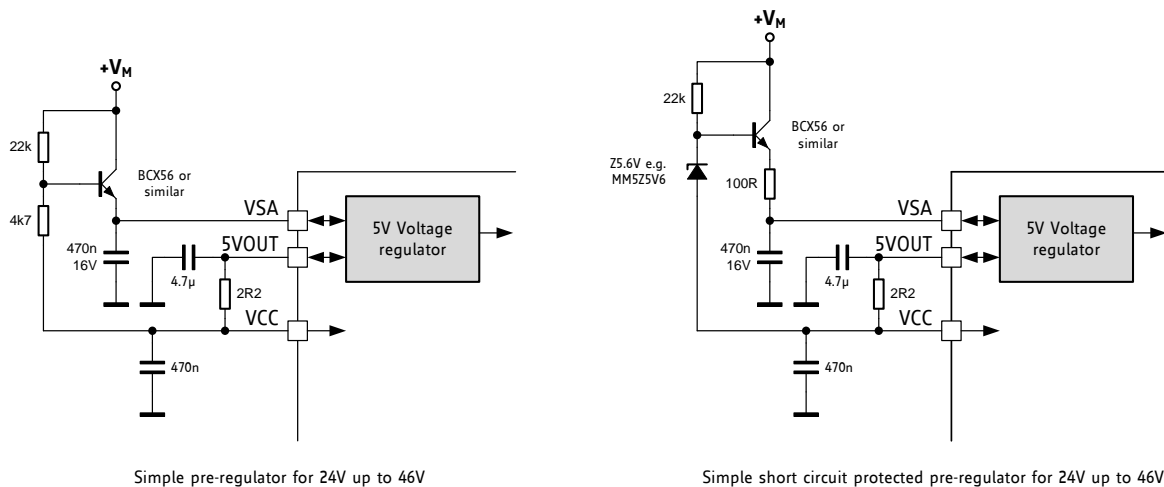 +VM
22k
BCX56 or
similar
4k7
VSA
5V Voltage
regulator
470n
16V
5VOUT
4.7µ
2R2
VCC
470n
Simple pre-regulator for 24V up to 46V
+VM
22k
BCX56 or
similar
Z5.6V e.g.
MM5Z5V6
100R
VSA
5V Voltage
regulator
470n
16V
5VOUT
4.7µ
2R2
VCC
470n
Simple short circuit protected pre-regulator for 24V up to 46V